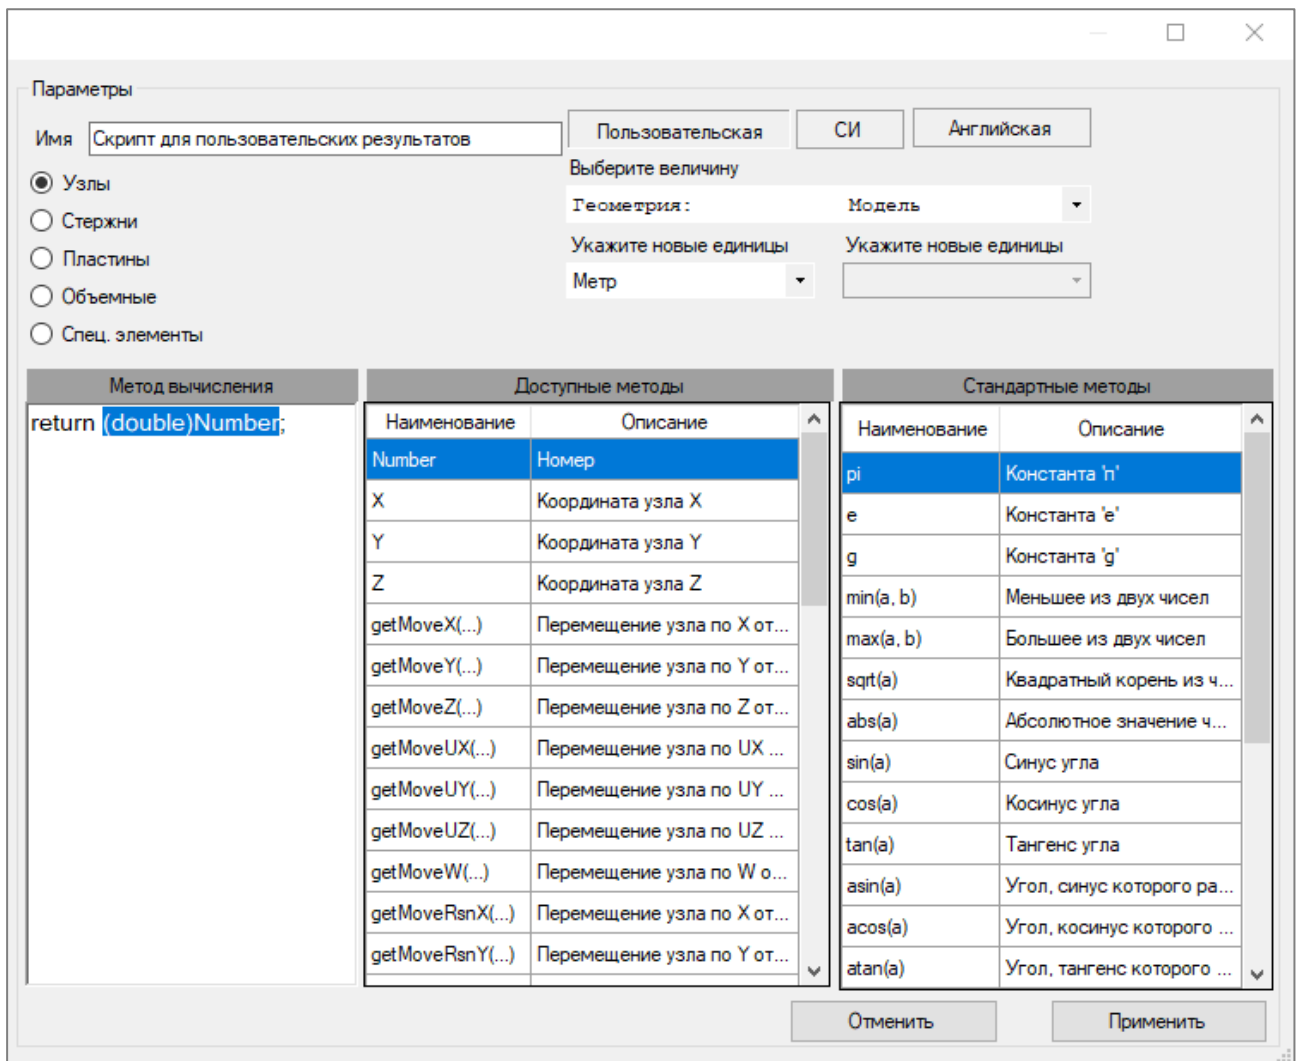 Параметры
Имя Скрипт для пользовательских результатов Пользовательская СИ Английская
Выберите величину
Узлы
Геометрия: Модель
Стержни
Укажите новые единицы Укажите новые единицы
Пластины
Метр
Объемные
Спец. элементы
Метод вычисления
return (double)Number;
Доступные методы
Наименование Описание
Number Номер
X Координата узла X
Y Координата узла Y
Z Координата узла Z
getMoveX(...) Перемещение узла по X от...
getMoveY(...) Перемещение узла по Y от...
getMoveZ(...) Перемещение узла по Z от...
getMoveUX(...) Перемещение узла по UX ...
getMoveUY(...) Перемещение узла по UY ...
getMoveUZ(...) Перемещение узла по UZ ...
getMoveW(...) Перемещение узла по W о...
getMoveRsnX(...) Перемещение узла по X от...
getMoveRsnY(...) Перемещение узла по Y от...
Стандартные методы
Наименование Описание
pi Константа 'п'
e Константа 'e'
g Константа 'g'
min(a, b) Меньшее из двух чисел
max(a, b) Большее из двух чисел
sqrt(a) Квадратный корень из ч...
abs(a) Абсолютное значение ч...
sin(a) Синус угла
cos(a) Косинус угла
tan(a) Тангенс угла
asin(a) Угол, синус которого ра...
acos(a) Угол, косинус которого ...
atan(a) Угол, тангенс которого ...
Отменить Применить